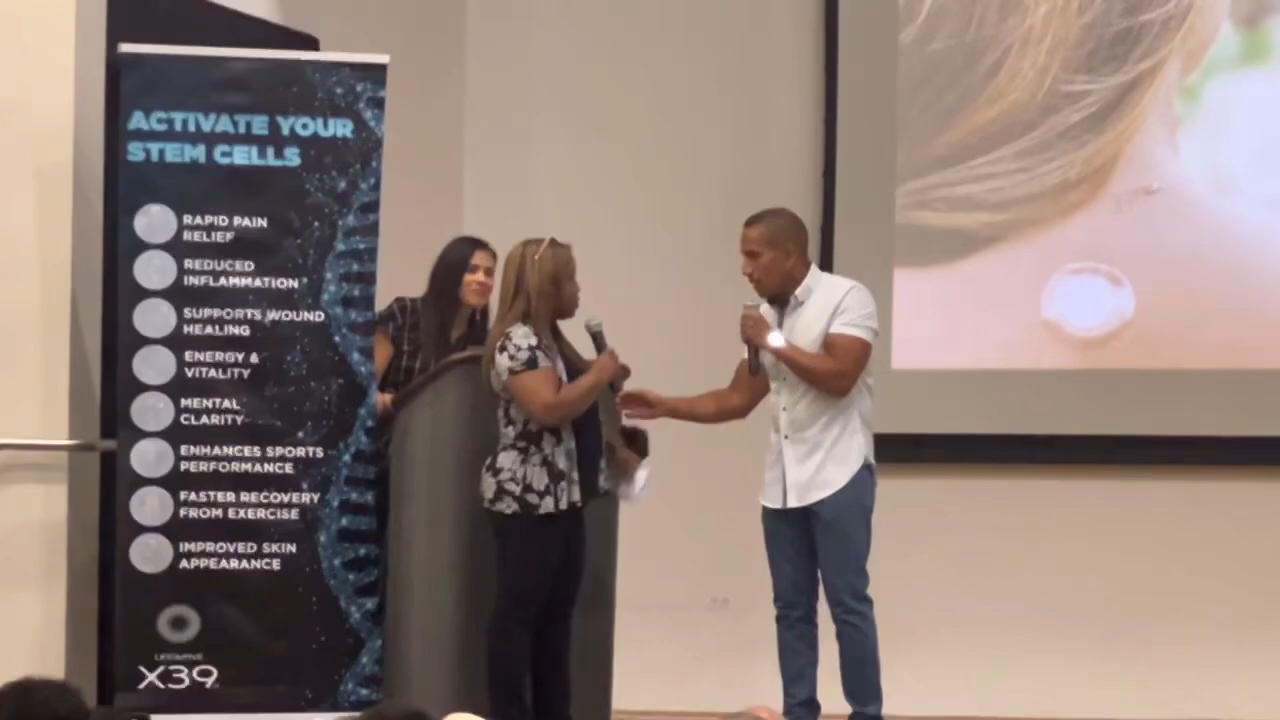 ACTIVATE YOUR
STEM CELLS
RAPID PAIN
RELIEF
REDUCED
INFLAMMATION
SUPPORTS WOUND
HEALING
ENERGY &
VITALITY
MENTAL
CLARITY
ENHANCES SPORTS
PERFORMANCE
FASTER RECOVERY
FROM EXERCISE
IMPROVED SKIN
APPEARANCE
X39